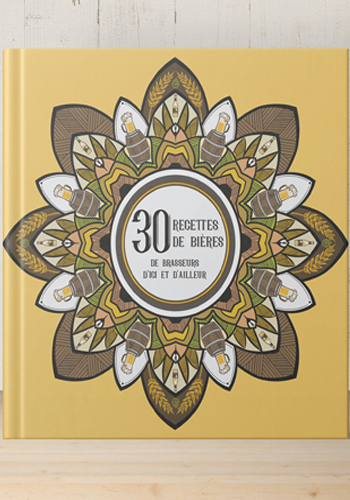 30 RECETTES
DE BIÈRES
DE BRASSEURS
D'ICI ET D'AILLEUR